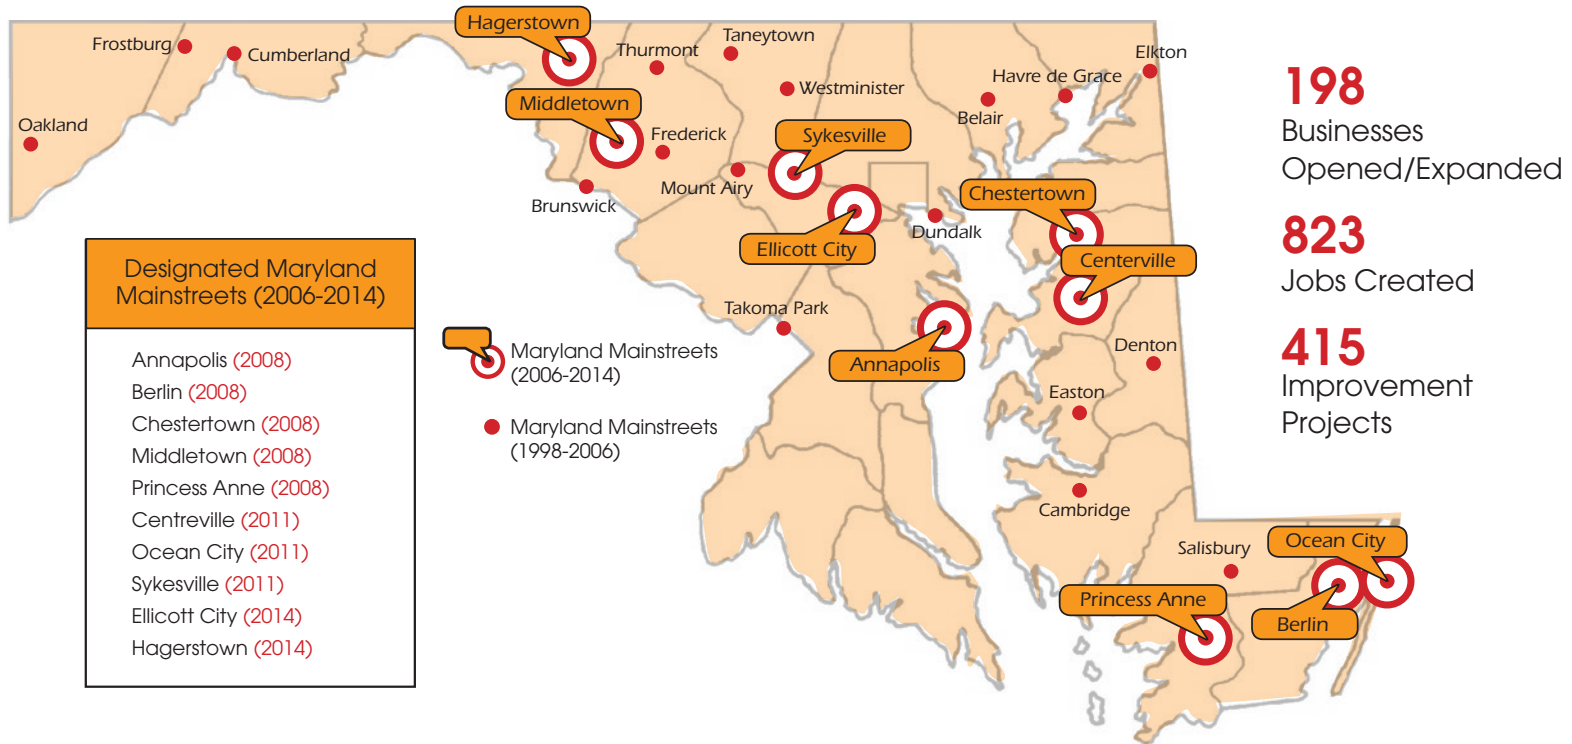 Hagerstown
Frostburg
Cumberland
Thurmont
Taneytown
Elkton
Westminister
Havre de Grace
Belair
Middletown
Oakland
Frederick
Sykesville
Mount Airy
Brunswick
Chestertown
Dundalk
Ellicott City
Centerville
Takoma Park
Annapolis
Denton
Easton
Cambridge
Salisbury
Ocean City
Princess Anne
Berlin
Designated Maryland
Mainstreets (2006-2014)
Annapolis (2008)
Berlin (2008)
Chestertown (2008)
Middletown (2008)
Princess Anne (2008)
Centreville (2011)
Ocean City (2011)
Sykesville (2011)
Ellicott City (2014)
Hagerstown (2014)
Maryland Mainstreets
(2006-2014)
Maryland Mainstreets
(1998-2006)
198
Businesses
Opened/Expanded
823
Jobs Created
415
Improvement
Projects